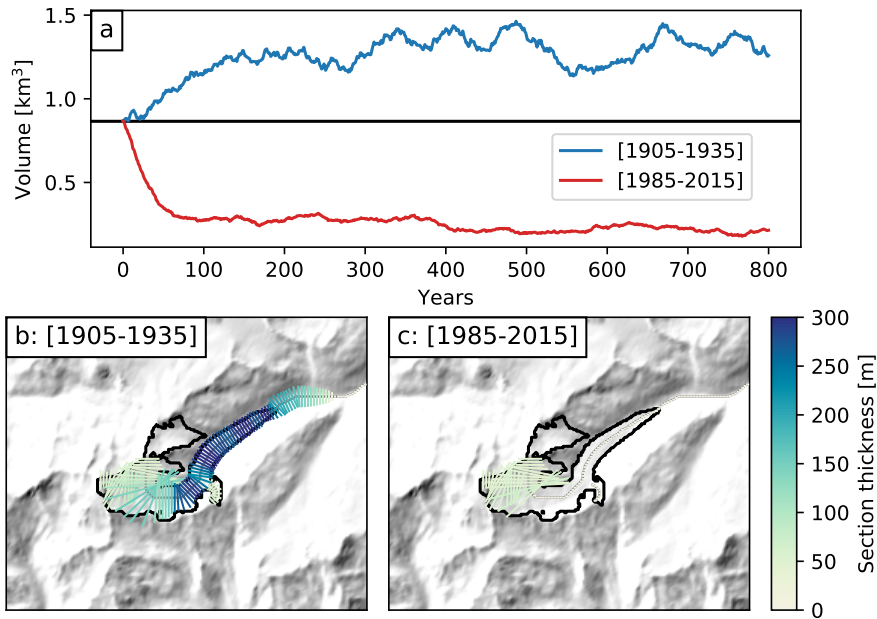 a
Volume [km³]
1.5
1.0
0.5
[1905-1935]
[1985-2015]
0 100 200 300 400 500 600 700 800
Years
b: [1905-1935]
c: [1985-2015]
300
250
200
150
100
50
0
Section thickness [m]